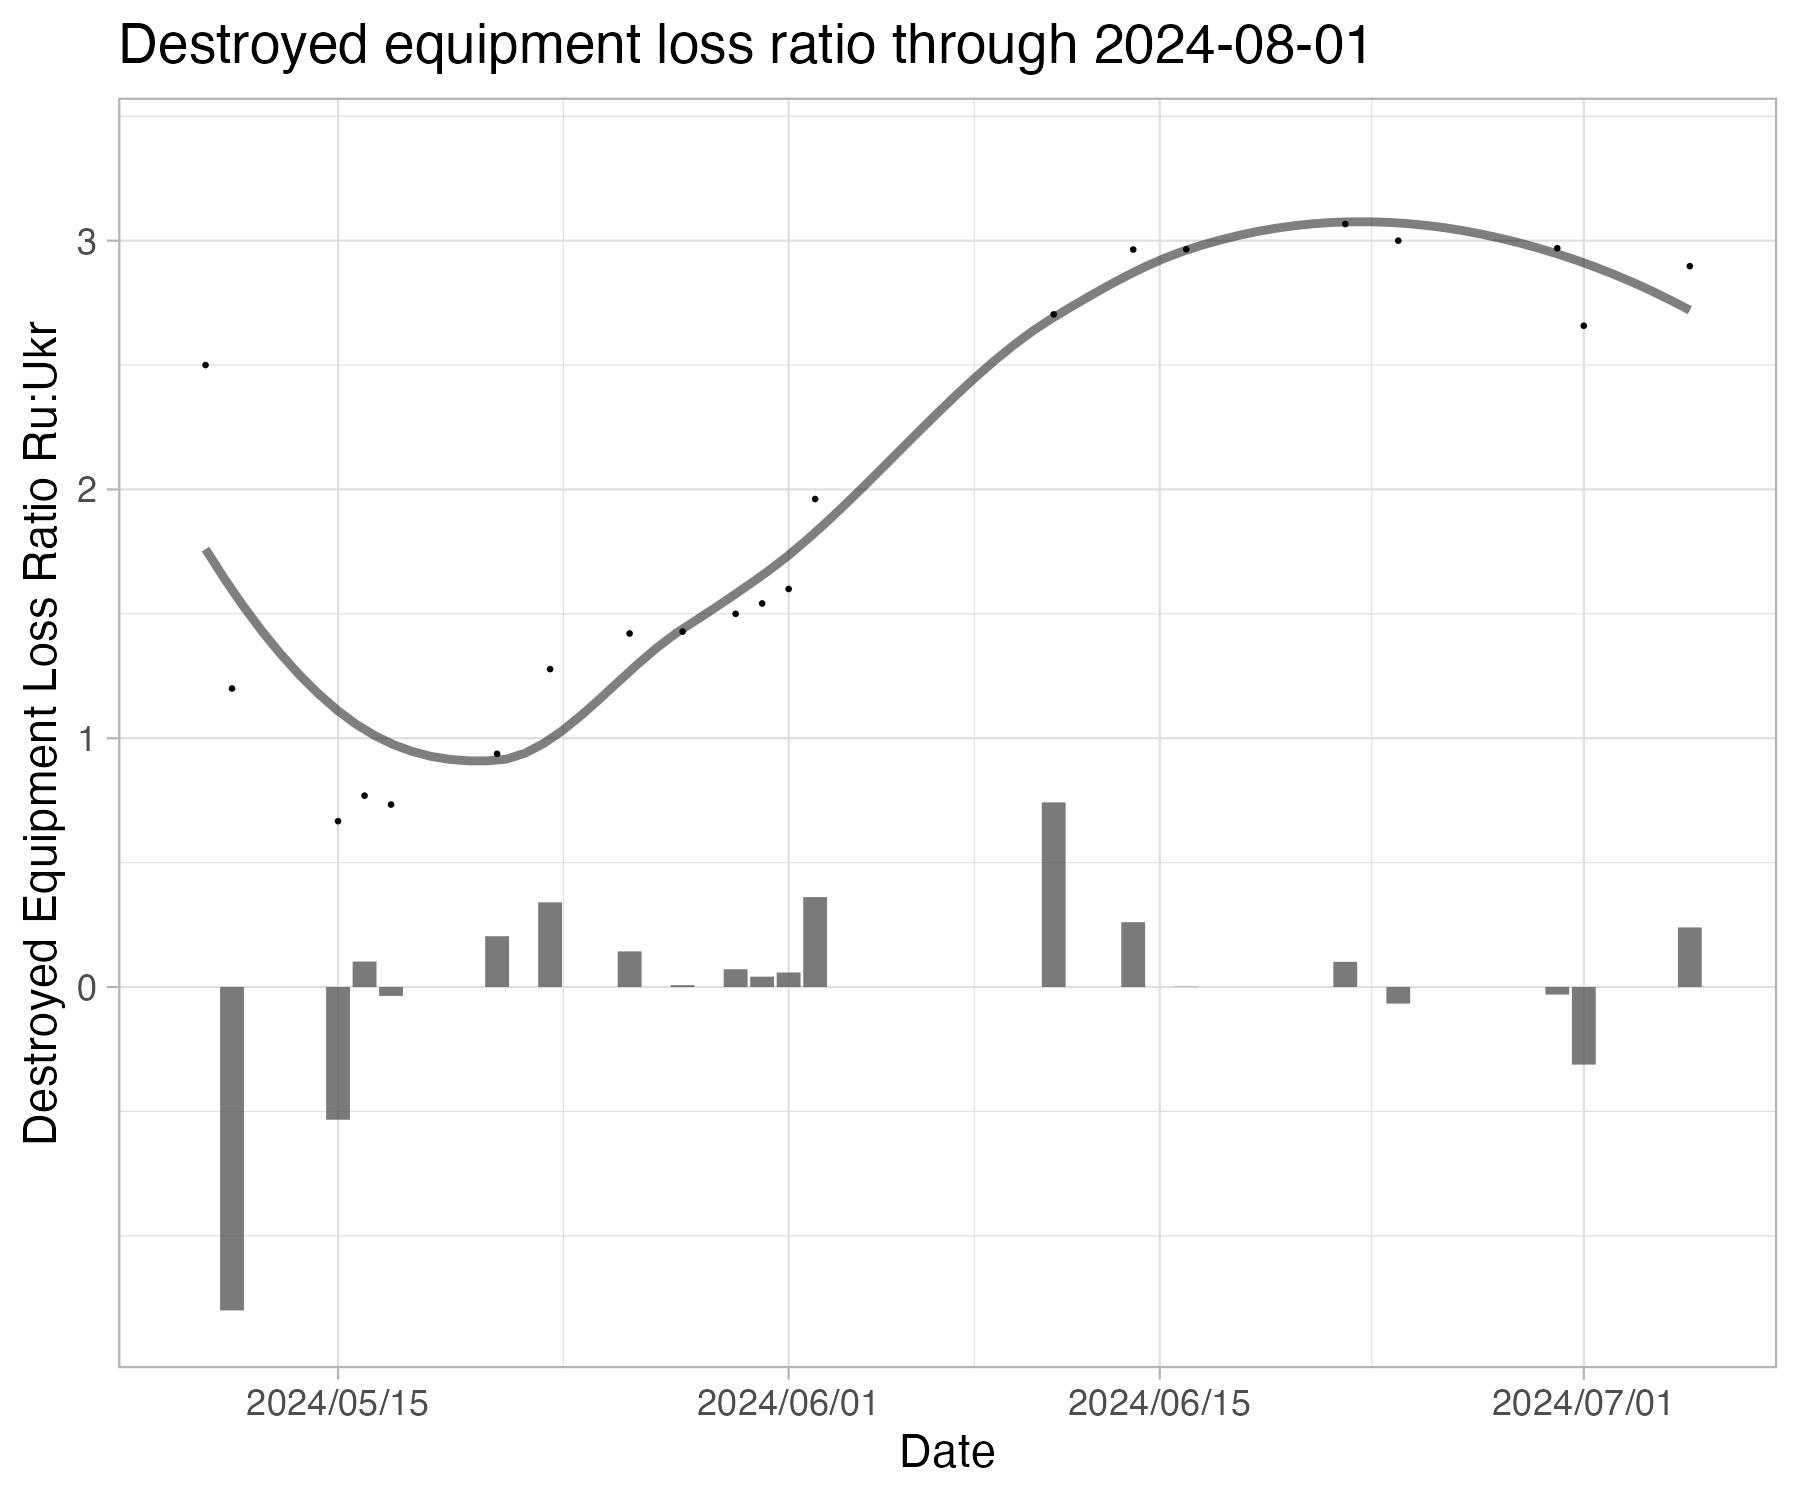 Destroyed equipment loss ratio through 2024-08-01
Destroyed Equipment Loss Ratio Ru:Ukr
3
2
1
0
2024/05/15
2024/06/01
2024/06/15
2024/07/01
Date